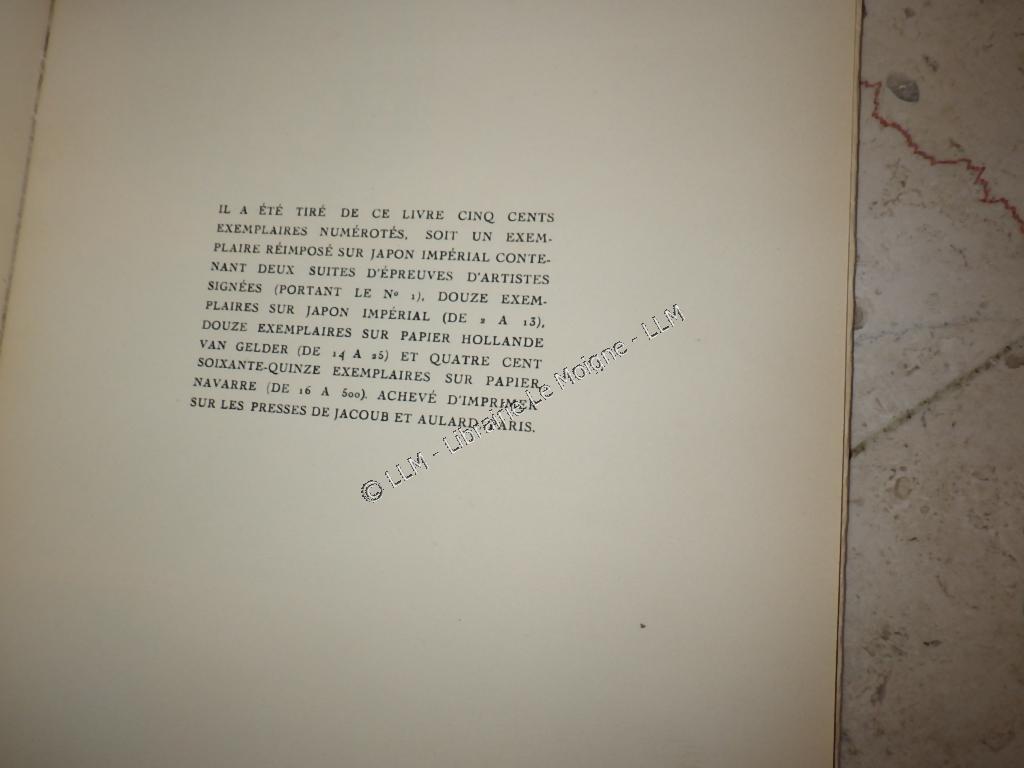 IL A ÉTÉ TIRÉ DE CE LIVRE CINQ CENTS
EXEMPLAIRES NUMÉROTÉS, SOIT UN EXEM-
PLAIRE RÉIMPOSÉ SUR JAPON IMPÉRIAL CONTE-
NANT DEUX SUITES D'ÉPREUVES D'ARTISTES
SIGNÉES (PORTANT LE Nº 1), DOUZE EXEM-
PLAIRES SUR JAPON IMPÉRIAL (DE 2 A 13),
DOUZE EXEMPLAIRES SUR PAPIER HOLLANDE
VAN GELDER (DE 14 A 25) ET QUATRE CENT
SOIXANTE-QUINZE EXEMPLAIRES SUR PAPIER
NAVARRE (DE 16 A 500). ACHEVÉ D'IMPRIMER
SUR LES PRESSES DE JACOUB ET AULARD PARIS.
© LLM - Librairie Le Moigne - LLM